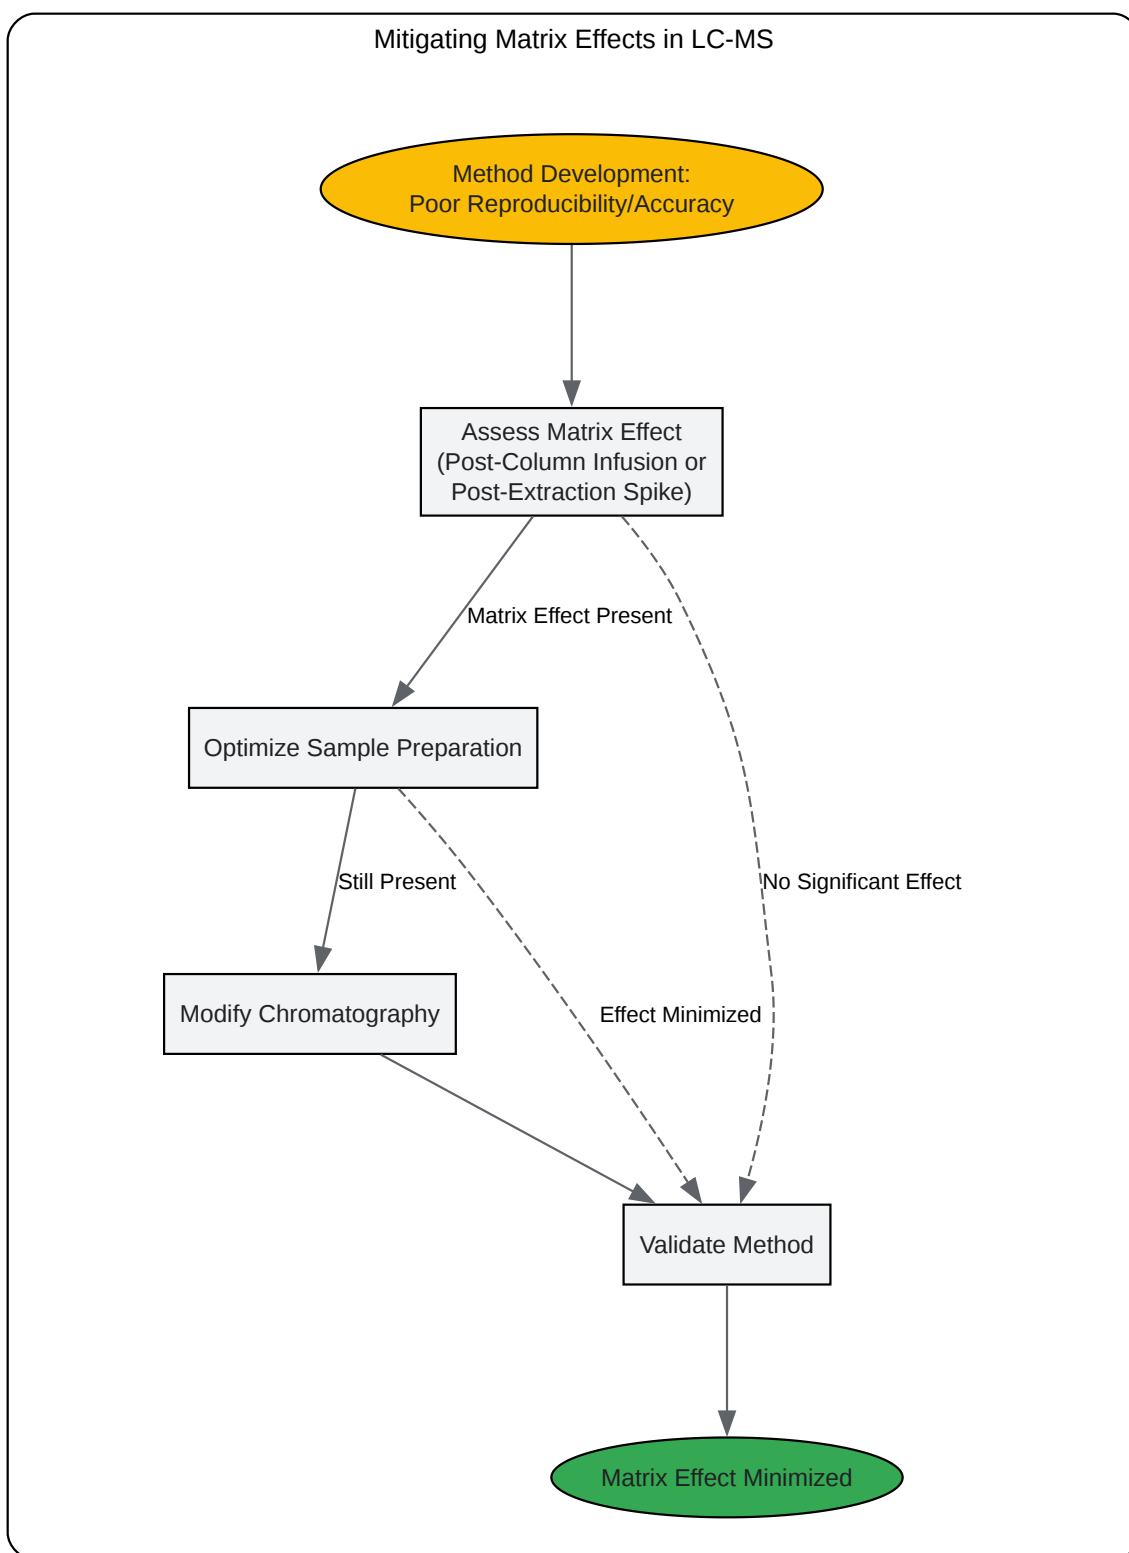 Mitigating Matrix Effects in LC-MS
Method Development:
Poor Reproducibility/Accuracy
Assess Matrix Effect
(Post-Column Infusion or
Post-Extraction Spike)
Matrix Effect Present
Optimize Sample Preparation
Still Present
No Significant Effect
Modify Chromatography
Effect Minimized
Validate Method
Matrix Effect Minimized